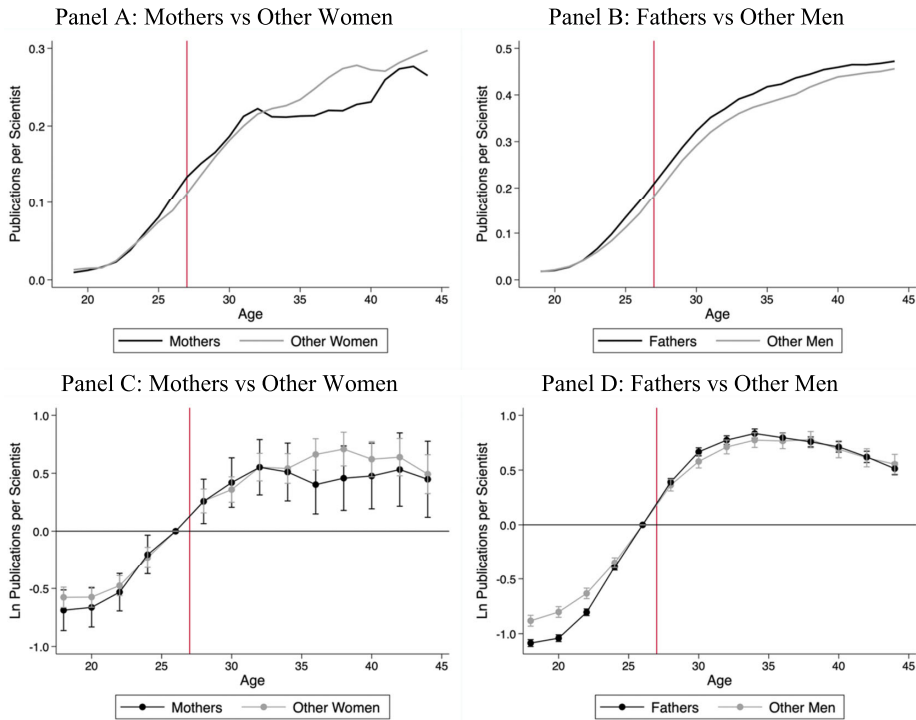 Panel A: Mothers vs Other Women
Publications per Scientist
0.3
0.2
0.1
0.0
20 25 30 35 40 45
Age
Mothers Other Women
Panel B: Fathers vs Other Men
Publications per Scientist
0.5
0.4
0.3
0.2
0.1
0.0
20 25 30 35 40 45
Age
Fathers Other Men
Panel C: Mothers vs Other Women
Ln Publications per Scientist
1.0
0.5
0.0
-0.5
-1.0
20 25 30 35 40 45
Age
Mothers Other Women
Panel D: Fathers vs Other Men
Ln Publications per Scientist
1.0
0.5
0.0
-0.5
-1.0
20 25 30 35 40 45
Age
Fathers Other Men